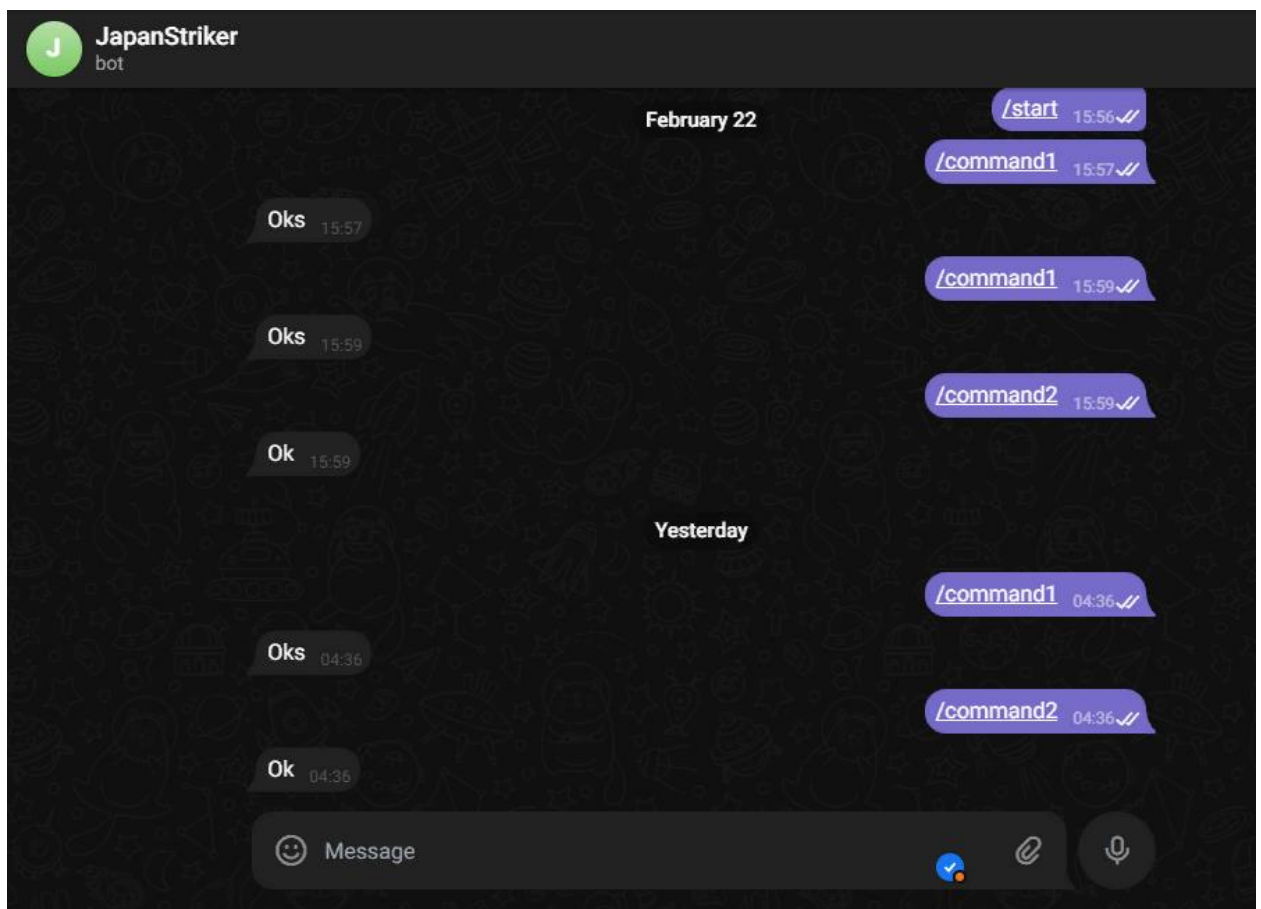 J
JapanStriker
bot
February 22
/start 15:56
/command1 15:57
Oks 15:57
/command1 15:59
Oks 15:59
/command2 15:59
Ok 15:59
Yesterday
/command1 04:36
Oks 04:36
/command2 04:36
Ok 04:36
Message